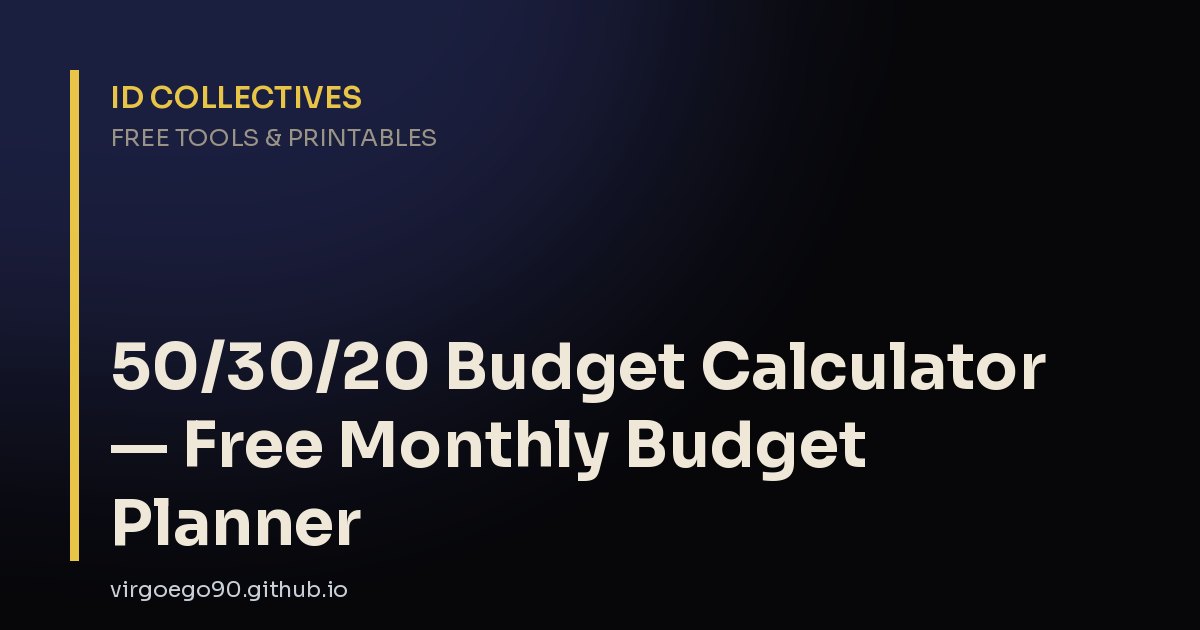 ID COLLECTIVES
FREE TOOLS & PRINTABLES
50/30/20 Budget Calculator
— Free Monthly Budget
Planner
virgoego90.github.io